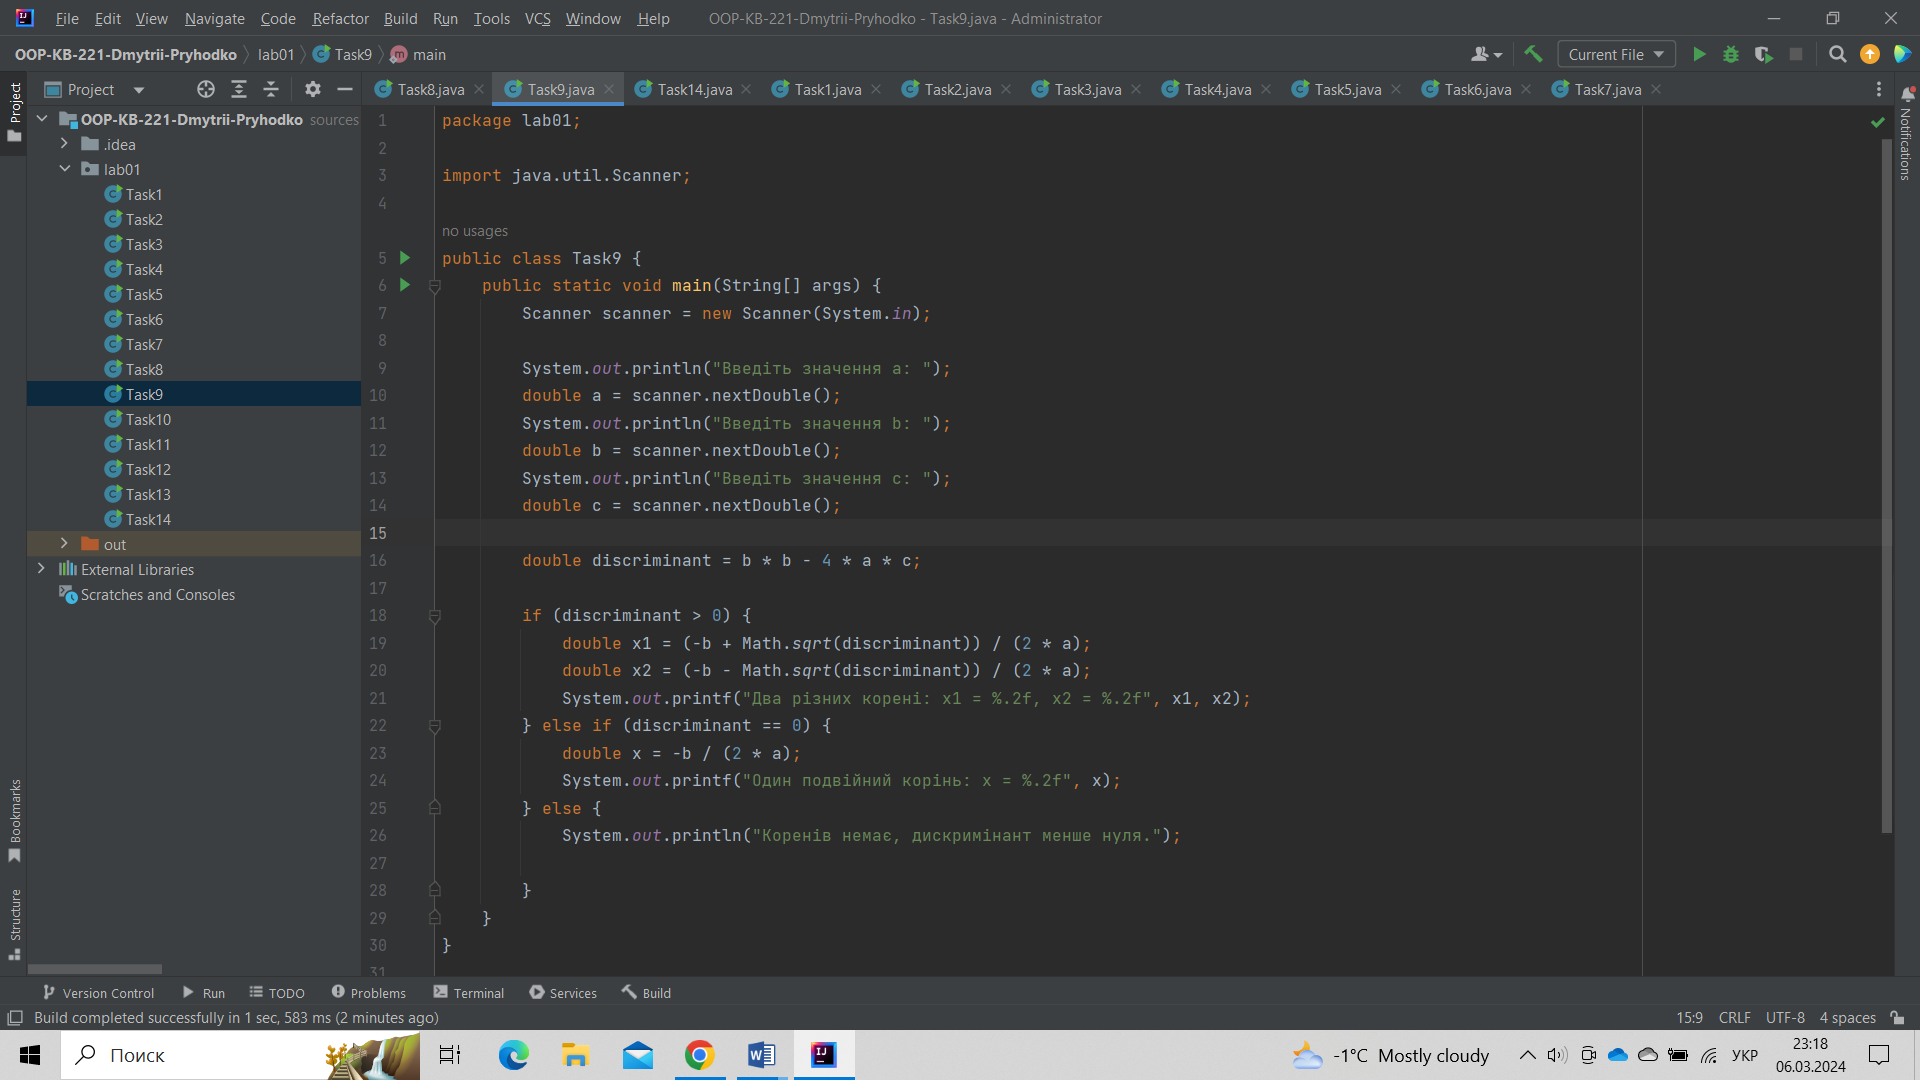 File Edit View Navigate Code Refactor Build Run Tools VCS Window Help OOP-KB-221-Dmytrii-Pryhodko - Task9.java - Administrator
OOP-KB-221-Dmytrii-Pryhodko lab01 Task9 main Current File
Project Task8.java Task9.java Task14.java Task1.java Task2.java Task3.java Task4.java Task5.java Task6.java Task7.java
Project
Notifications
Bookmarks
Structure
OOP-KB-221-Dmytrii-Pryhodko sources
.idea
lab01
Task1
Task2
Task3
Task4
Task5
Task6
Task7
Task8
Task9
Task10
Task11
Task12
Task13
Task14
out
External Libraries
Scratches and Consoles
1 package lab01;
2
3 import java.util.Scanner;
4
no usages
5 public class Task9 {
6 public static void main(String[] args) {
7 Scanner scanner = new Scanner(System.in);
8
9 System.out.println("Введіть значення a: ");
10 double a = scanner.nextDouble();
11 System.out.println("Введіть значення b: ");
12 double b = scanner.nextDouble();
13 System.out.println("Введіть значення c: ");
14 double c = scanner.nextDouble();
15
16 double discriminant = b * b - 4 * a * c;
17
18 if (discriminant > 0) {
19 double x1 = (-b + Math.sqrt(discriminant)) / (2 * a);
20 double x2 = (-b - Math.sqrt(discriminant)) / (2 * a);
21 System.out.printf("Два різних корені: x1 = %.2f, x2 = %.2f", x1, x2);
22 } else if (discriminant == 0) {
23 double x = -b / (2 * a);
24 System.out.printf("Один подвійний корінь: x = %.2f", x);
25 } else {
26 System.out.println("Коренів немає, дискримінант менше нуля.");
27
28 }
29 }
30 }
31
Version Control Run TODO Problems Terminal Services Build
Build completed successfully in 1 sec, 583 ms (2 minutes ago) 15:9 CRLF UTF-8 4 spaces
Поиск -1°C Mostly cloudy УКР 23:18
06.03.2024